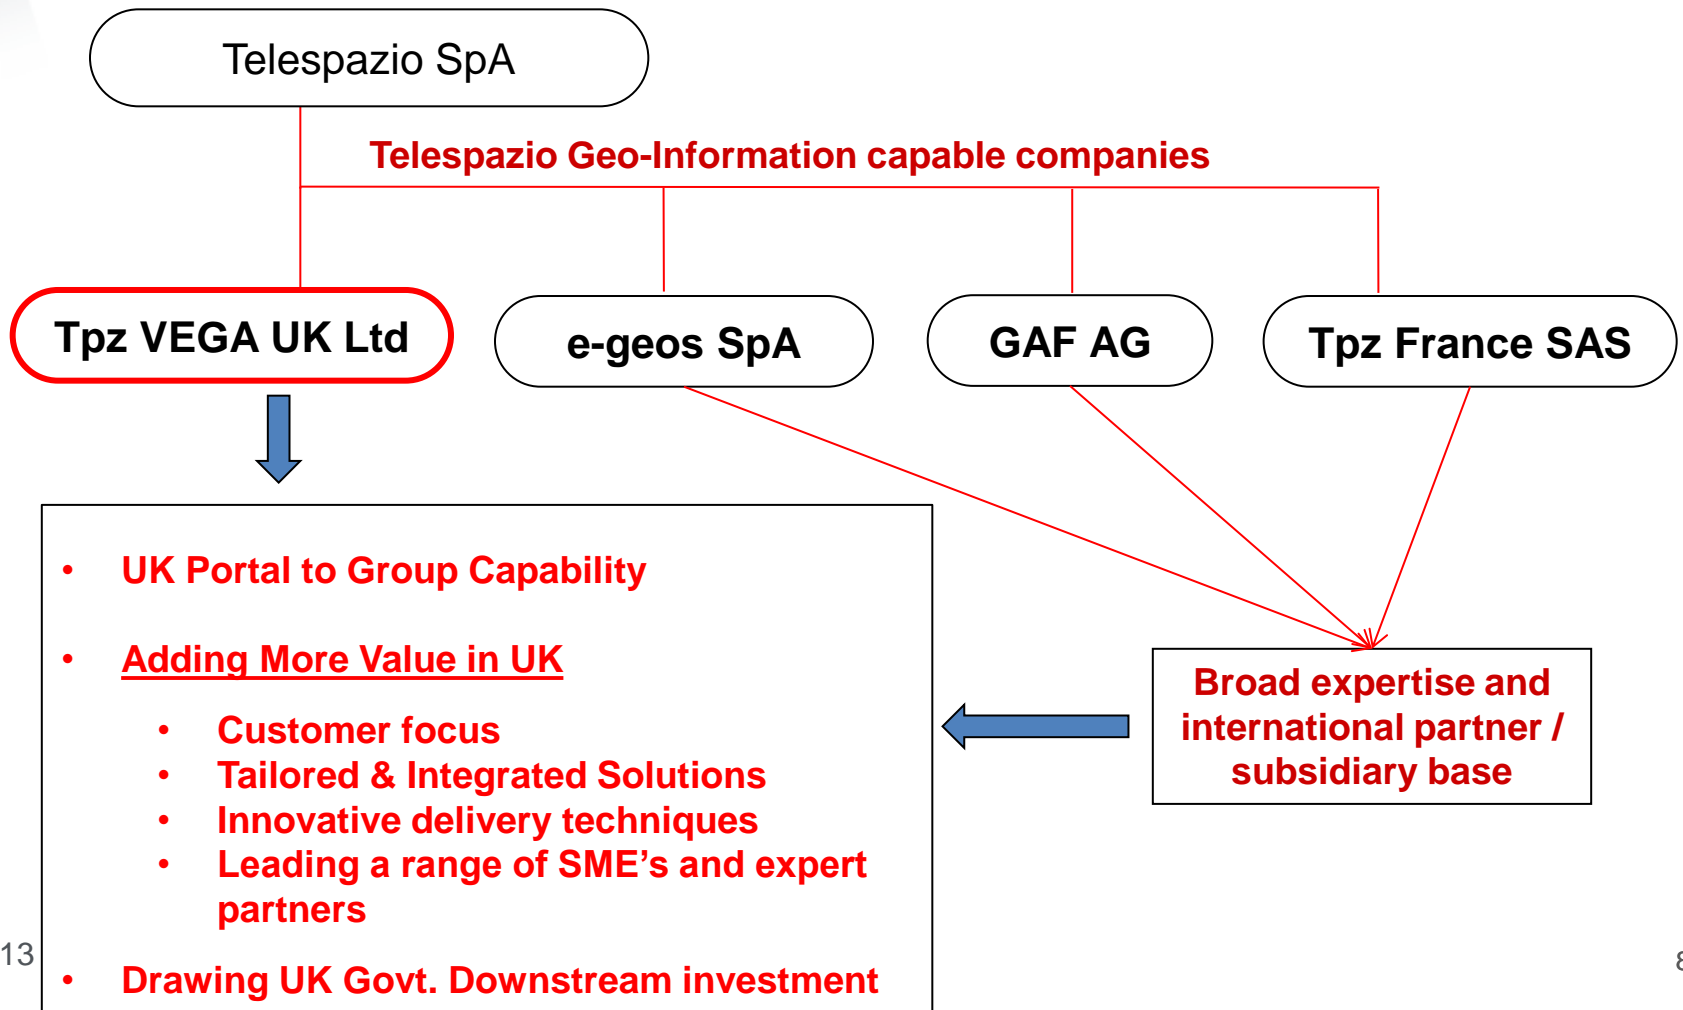 Telespazio SpA
Telespazio Geo-Information capable companies
Tpz VEGA UK Ltd
e-geos SpA
GAF AG
Tpz France SAS
• UK Portal to Group Capability
• Adding More Value in UK
• Customer focus
• Tailored & Integrated Solutions
• Innovative delivery techniques
• Leading a range of SME’s and expert
partners
• Drawing UK Govt. Downstream investment
Broad expertise and
international partner /
subsidiary base
13